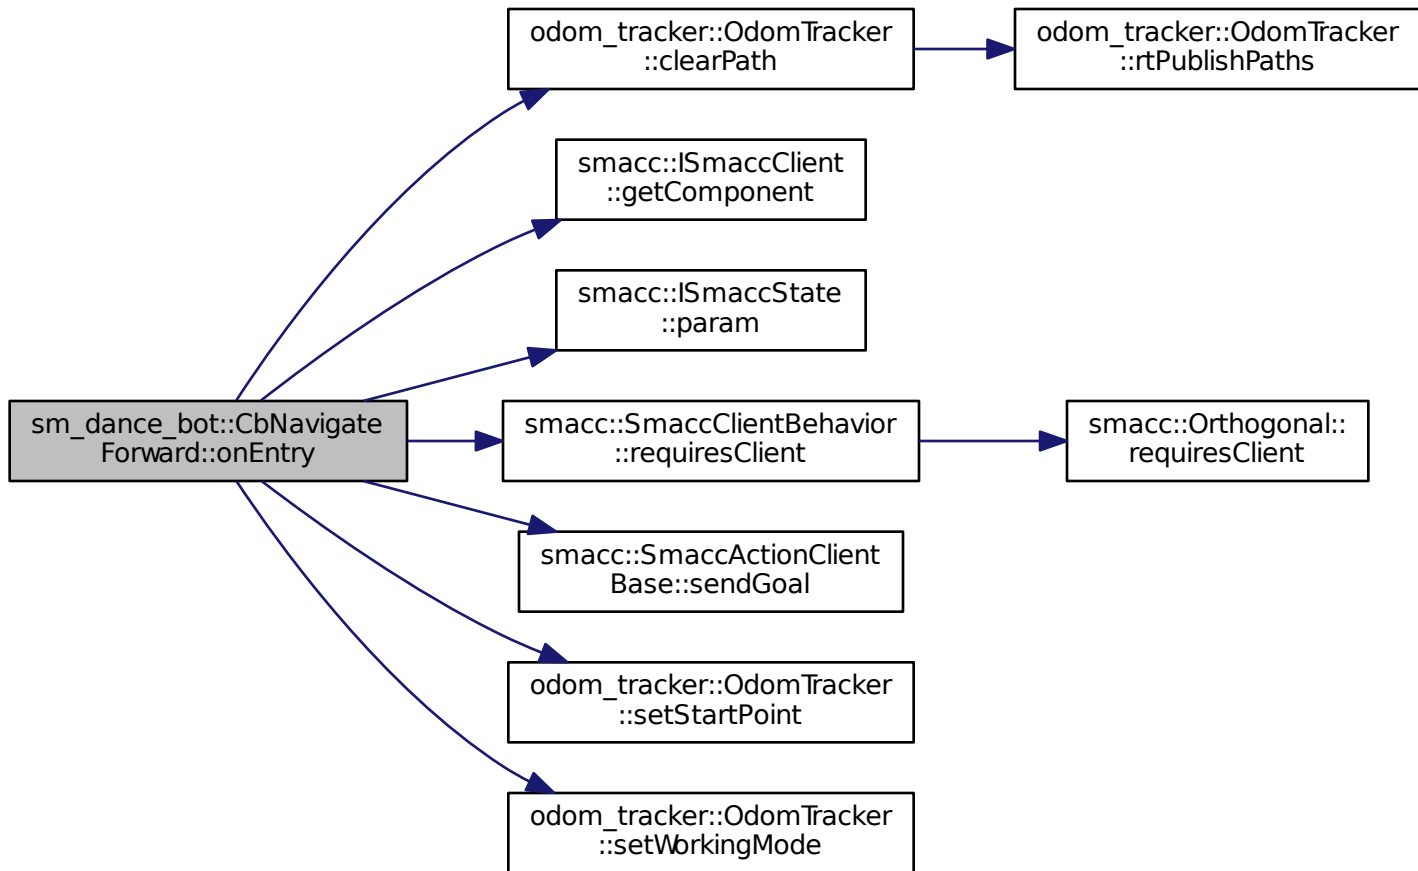 odom_tracker::OdomTracker
::clearPath
odom_tracker::OdomTracker
::rtPublishPaths
smacc::ISmaccClient
::getComponent
smacc::ISmaccState
::param
sm_dance_bot::CbNavigate
Forward::onEntry
smacc::SmaccClientBehavior
::requiresClient
smacc::Orthogonal::
requiresClient
smacc::SmaccActionClient
Base::sendGoal
odom_tracker::OdomTracker
::setStartPoint
odom_tracker::OdomTracker
::setWorkingMode